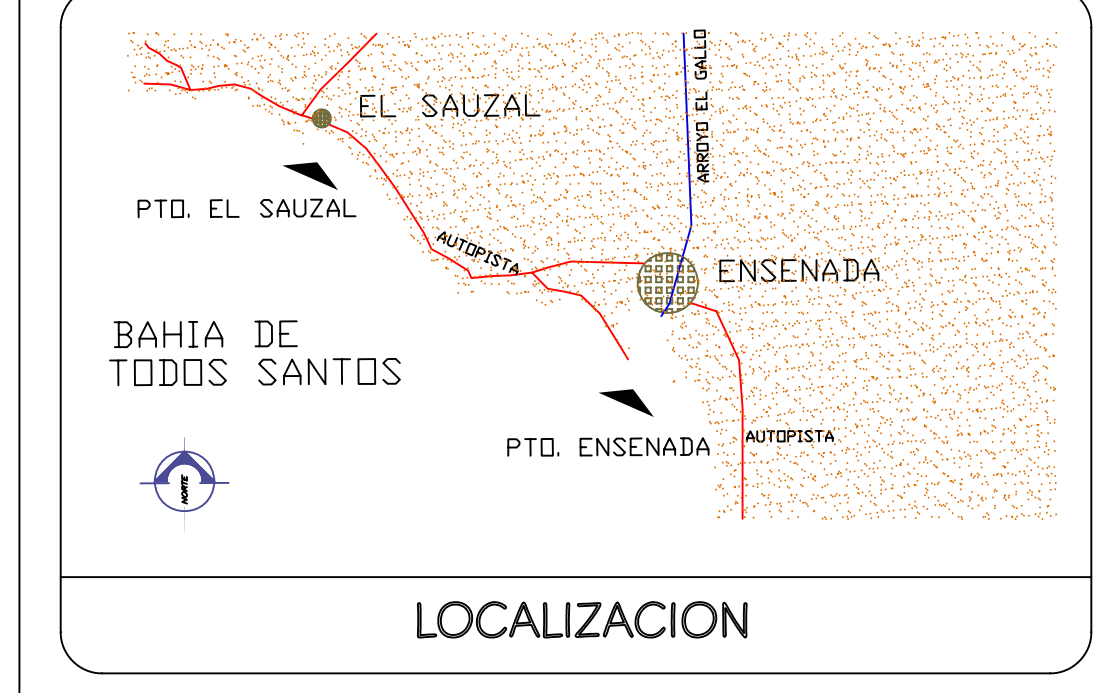 ARROYO EL GALLO
EL SAUZAL
PTO. EL SAUZAL
AUTOPISTA
ENSENADA
BAHIA DE
TODOS SANTOS
PTO. ENSENADA
AUTOPISTA
NORTE
LOCALIZACION